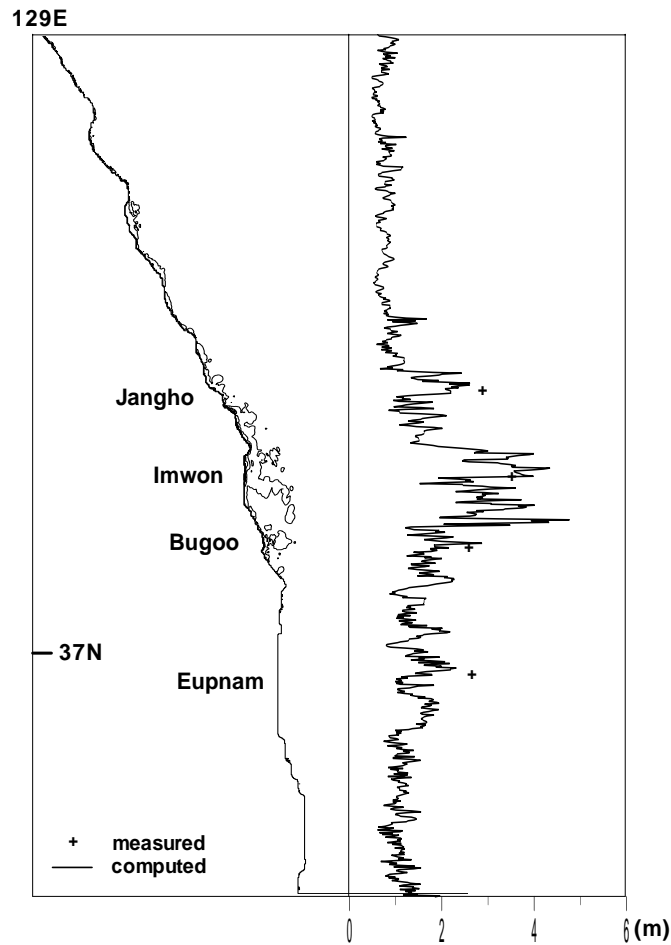 129E
Jangho
Imwon
Bugoo
37N
Eupnam
+ measured
computed
0 2 4 6 (m)